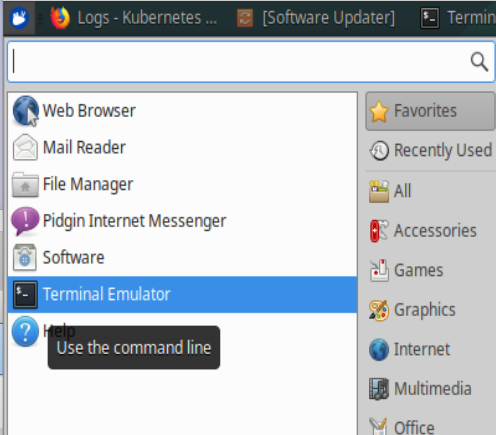 Logs - Kubernetes ...
[Software Updater]
Termin
Web Browser
Mail Reader
File Manager
Pidgin Internet Messenger
Software
Terminal Emulator
Help
Use the command line
Favorites
Recently Used
All
Accessories
Games
Graphics
Internet
Multimedia
Office